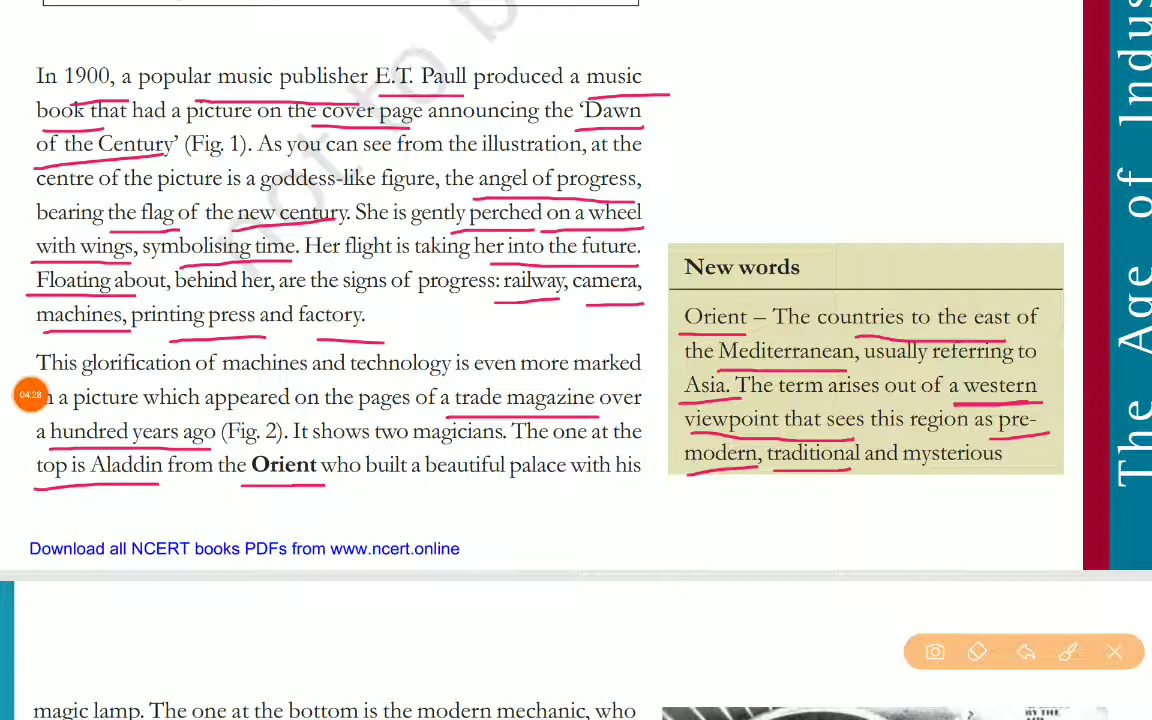 In 1900, a popular music publisher E.T. Paull produced a music
book that had a picture on the cover page announcing the ‘Dawn
of the Century’ (Fig. 1). As you can see from the illustration, at the
centre of the picture is a goddess-like figure, the angel of progress,
bearing the flag of the new century. She is gently perched on a wheel
with wings, symbolising time. Her flight is taking her into the future.
Floating about, behind her, are the signs of progress: railway, camera,
machines, printing press and factory.
This glorification of machines and technology is even more marked
a picture which appeared on the pages of a trade magazine over
a hundred years ago (Fig. 2). It shows two magicians. The one at the
top is Aladdin from the Orient who built a beautiful palace with his
New words
Orient – The countries to the east of
the Mediterranean, usually referring to
Asia. The term arises out of a western
viewpoint that sees this region as pre-
modern, traditional and mysterious
The Age of Indus
not to b
04:28
Download all NCERT books PDFs from www.ncert.online
magic lamp. The one at the bottom is the modern mechanic, who
BY THE